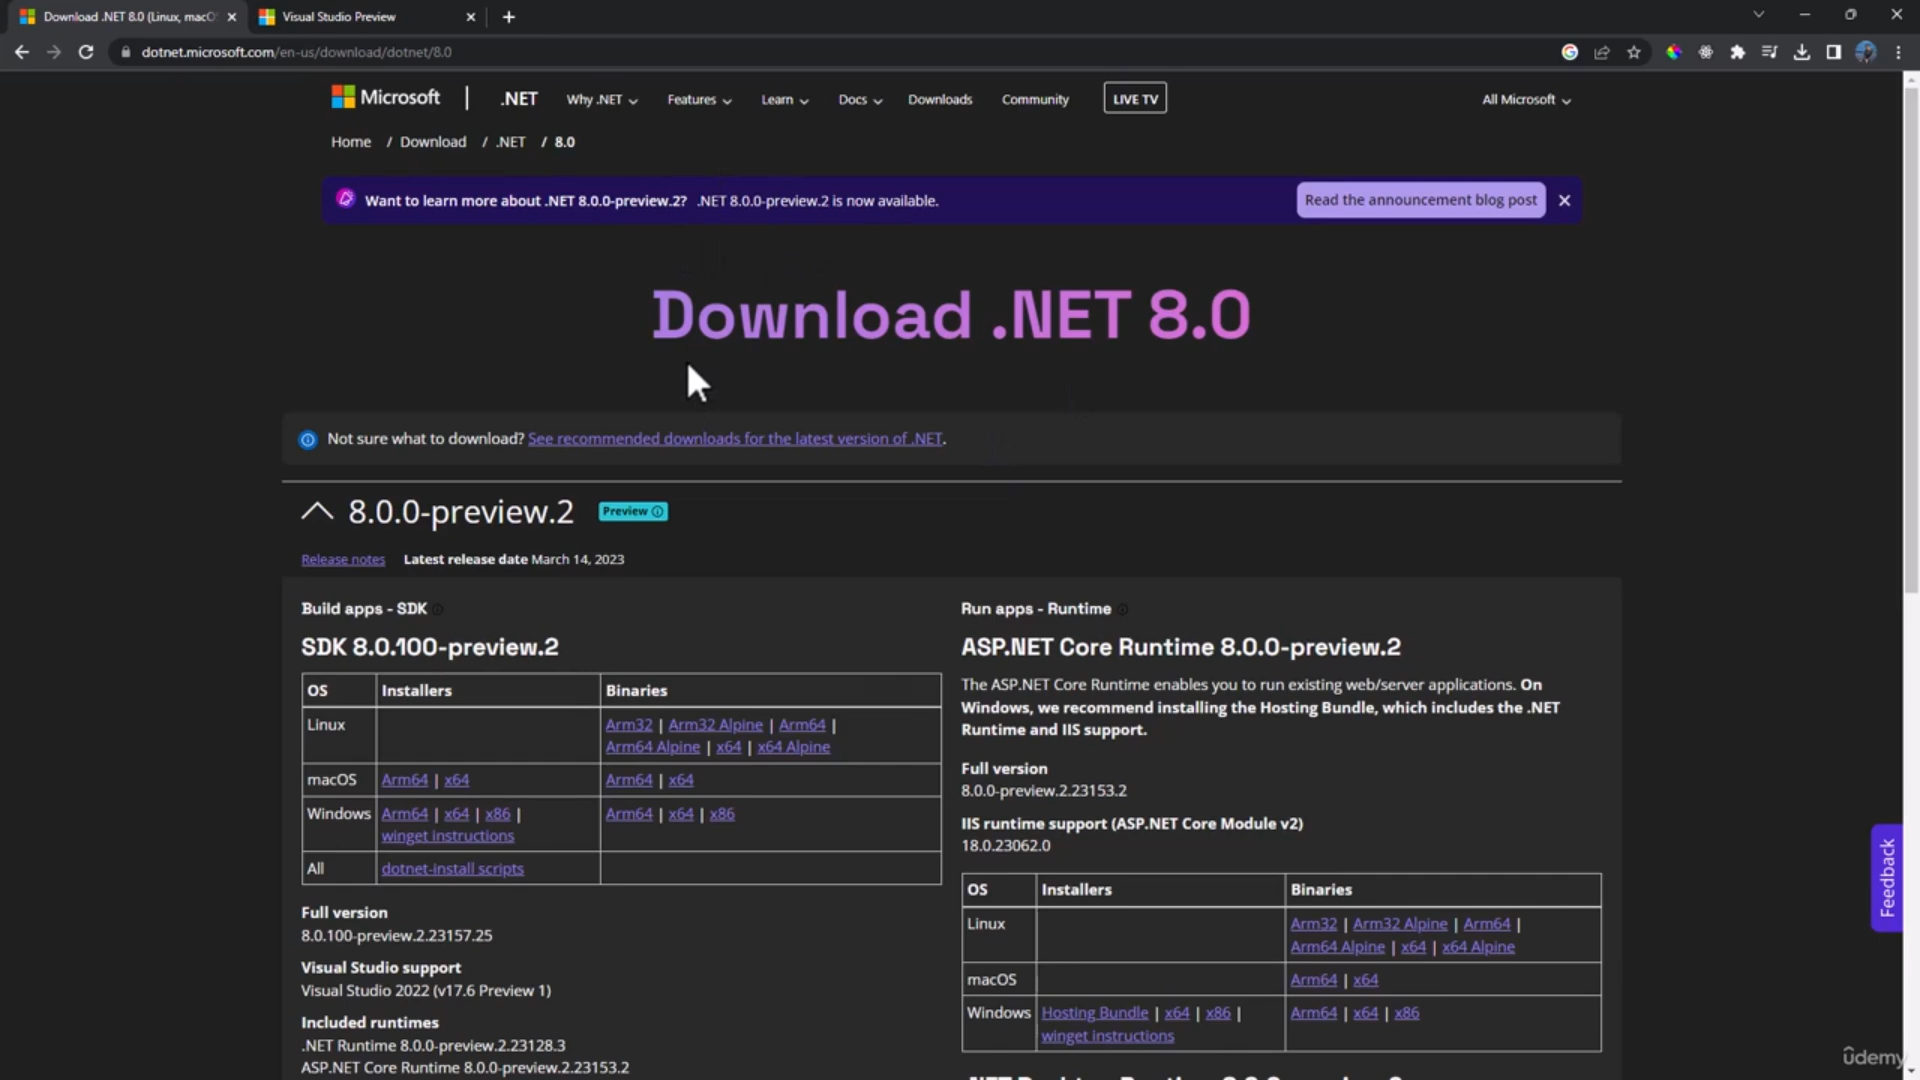 Download .NET 8.0 (Linux, macO
Visual Studio Preview
dotnet.microsoft.com/en-us/download/dotnet/8.0
Microsoft | .NET Why .NET Features Learn Docs Downloads Community LIVE TV All Microsoft
Home / Download / .NET / 8.0
Want to learn more about .NET 8.0.0-preview.2? .NET 8.0.0-preview.2 is now available. Read the announcement blog post
Download .NET 8.0
Not sure what to download? See recommended downloads for the latest version of .NET.
8.0.0-preview.2 Preview
Release notes Latest release date March 14, 2023
Build apps - SDK
SDK 8.0.100-preview.2
OS Installers Binaries
Linux Arm32 | Arm32 Alpine | Arm64 |
Arm64 Alpine | x64 | x64 Alpine
macOS Arm64 | x64 Arm64 | x64
Windows Arm64 | x64 | x86 | Arm64 | x64 | x86
winget instructions
All dotnet-install scripts
Full version
8.0.100-preview.2.23157.25
Visual Studio support
Visual Studio 2022 (v17.6 Preview 1)
Included runtimes
.NET Runtime 8.0.0-preview.2.23128.3
ASP.NET Core Runtime 8.0.0-preview.2.23153.2
Run apps - Runtime
ASP.NET Core Runtime 8.0.0-preview.2
The ASP.NET Core Runtime enables you to run existing web/server applications. On
Windows, we recommend installing the Hosting Bundle, which includes the .NET
Runtime and IIS support.
Full version
8.0.0-preview.2.23153.2
IIS runtime support (ASP.NET Core Module v2)
18.0.23062.0
OS Installers Binaries
Linux Arm32 | Arm32 Alpine | Arm64 |
Arm64 Alpine | x64 | x64 Alpine
macOS Arm64 | x64
Windows Hosting Bundle | x64 | x86 | Arm64 | x64 | x86
winget instructions
Feedback
ûdemy